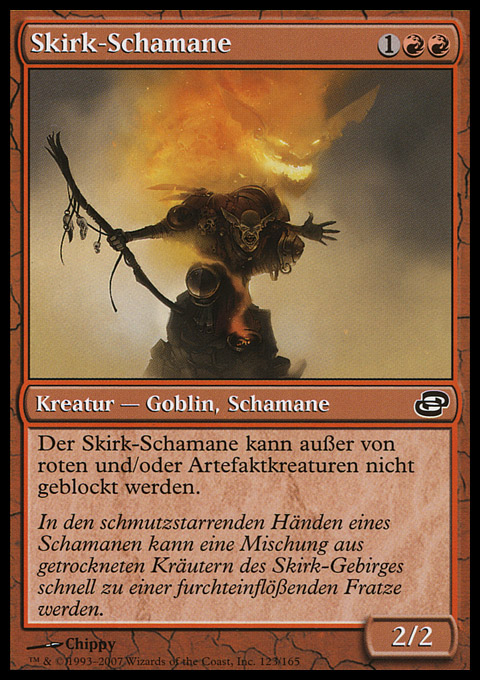 Skirk-Schamane 1
Kreatur — Goblin, Schamane
Der Skirk-Schamane kann außer von
roten und/oder Artefaktkreaturen nicht
geblockt werden.
In den schmutzstarrenden Händen eines
Schamanen kann eine Mischung aus
getrockneten Kräutern des Skirk-Gebirges
schnell zu einer furchteinflößenden Fratze
werden.
2/2
Chippy
™ & © 1993–2007 Wizards of the Coast, Inc. 123/165